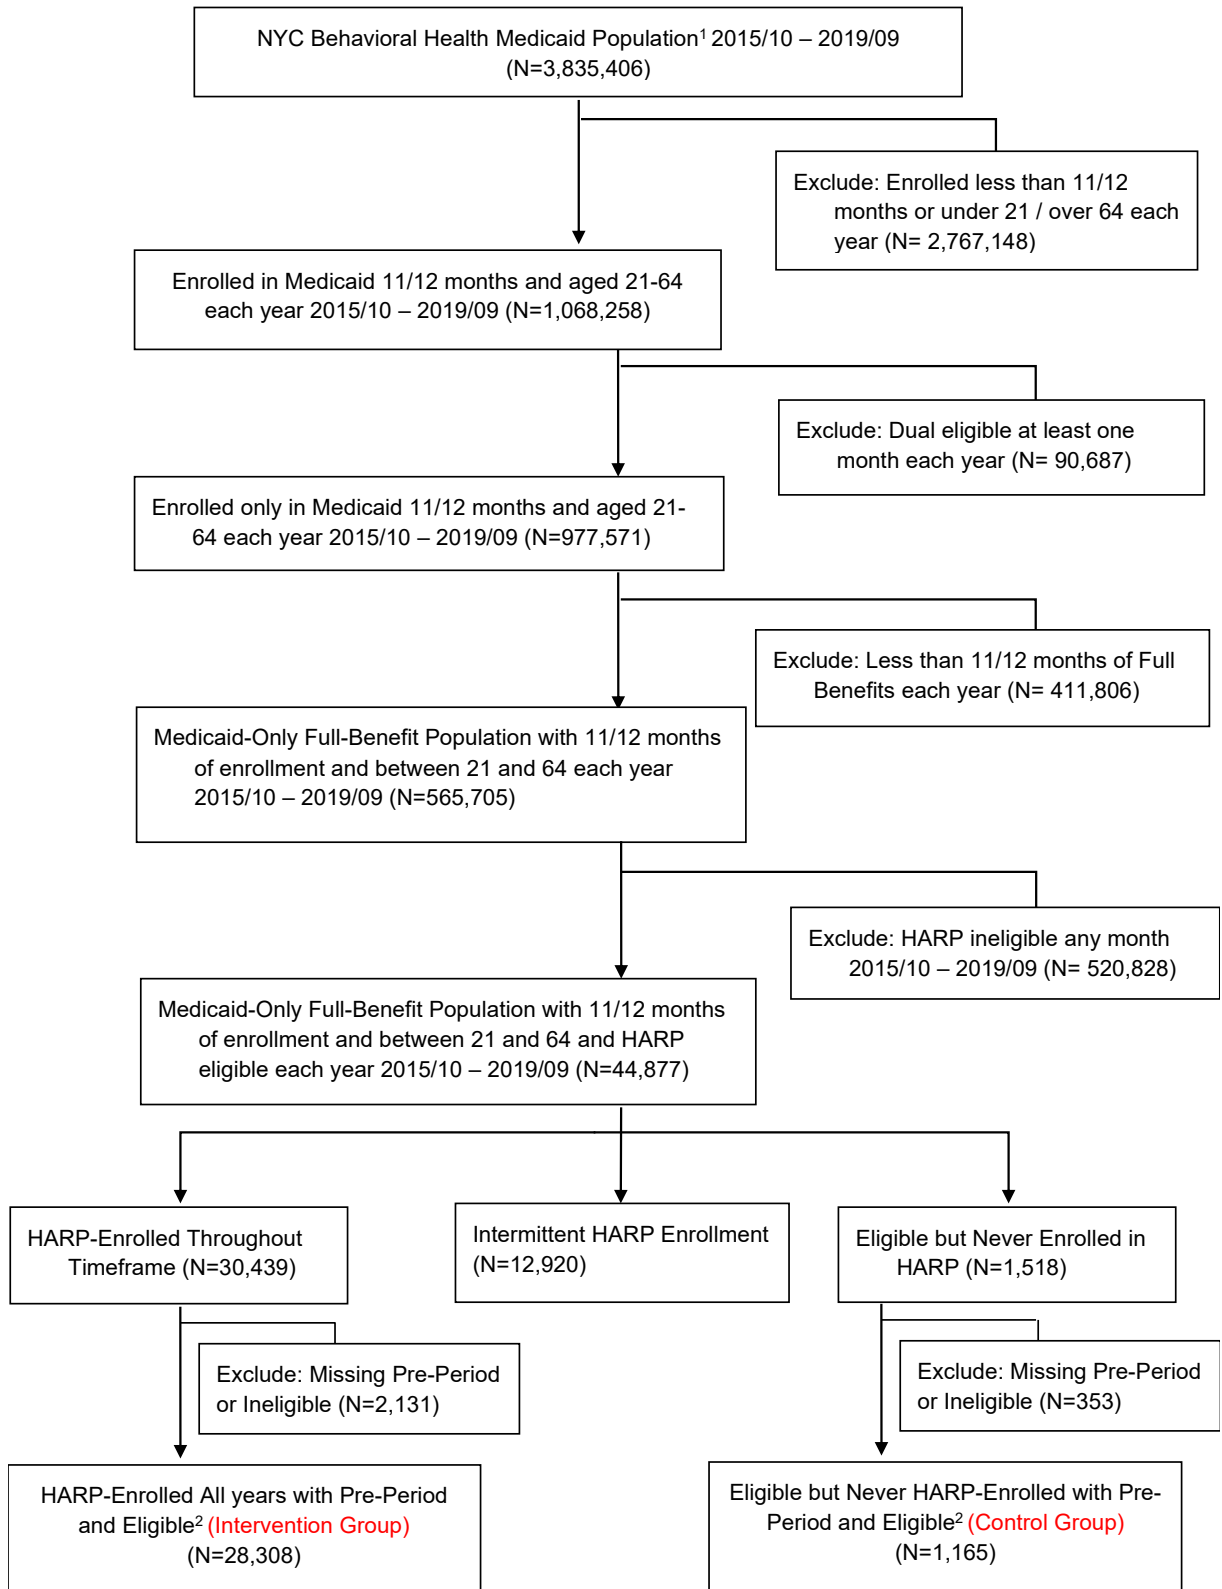 NYC Behavioral Health Medicaid Population¹ 2015/10 – 2019/09
(N=3,835,406)
Exclude: Enrolled less than 11/12
months or under 21 / over 64 each
year (N= 2,767,148)
Enrolled in Medicaid 11/12 months and aged 21-64
each year 2015/10 – 2019/09 (N=1,068,258)
Exclude: Dual eligible at least one
month each year (N= 90,687)
Enrolled only in Medicaid 11/12 months and aged 21-
64 each year 2015/10 – 2019/09 (N=977,571)
Exclude: Less than 11/12 months of Full
Benefits each year (N= 411,806)
Medicaid-Only Full-Benefit Population with 11/12 months
of enrollment and between 21 and 64 each year
2015/10 – 2019/09 (N=565,705)
Exclude: HARP ineligible any month
2015/10 – 2019/09 (N= 520,828)
Medicaid-Only Full-Benefit Population with 11/12 months
of enrollment and between 21 and 64 and HARP
eligible each year 2015/10 – 2019/09 (N=44,877)
HARP-Enrolled Throughout
Timeframe (N=30,439)
Intermittent HARP Enrollment
(N=12,920)
Eligible but Never Enrolled in
HARP (N=1,518)
Exclude: Missing Pre-Period
or Ineligible (N=2,131)
Exclude: Missing Pre-Period
or Ineligible (N=353)
HARP-Enrolled All years with Pre-Period
and Eligible² (Intervention Group)
(N=28,308)
Eligible but Never HARP-Enrolled with Pre-
Period and Eligible² (Control Group)
(N=1,165)